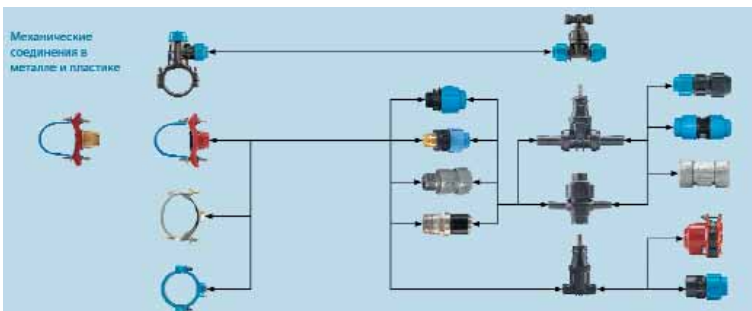 Механические
соединения в
металле и пластике